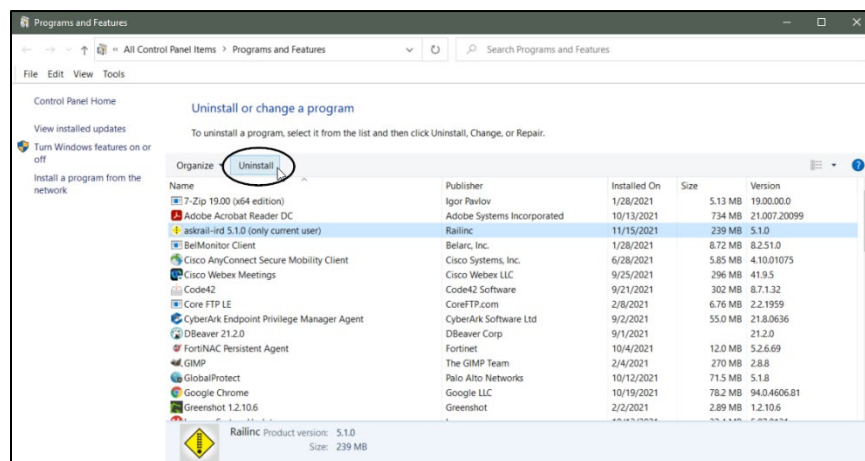 Programs and Features
« All Control Panel Items > Programs and Features
Search Programs and Features
File Edit View Tools
Control Panel Home
View installed updates
Turn Windows features on or
off
Install a program from the
network
Uninstall or change a program
To uninstall a program, select it from the list and then click Uninstall, Change, or Repair.
Organize Uninstall
Name Publisher Installed On Size Version
7-Zip 19.00 (x64 edition) Igor Pavlov 1/28/2021 5.13 MB 19.00.00.0
Adobe Acrobat Reader DC Adobe Systems Incorporated 10/13/2021 734 MB 21.007.20099
askrail-ird 5.1.0 (only current user) Railinc 11/15/2021 239 MB 5.1.0
BelMonitor Client Belarc, Inc. 1/28/2021 8.72 MB 8.2.51.0
Cisco AnyConnect Secure Mobility Client Cisco Systems, Inc. 6/28/2021 5.85 MB 4.10.01075
Cisco Webex Meetings Cisco Webex LLC 9/25/2021 296 MB 41.9.5
Code42 Code42 Software 9/21/2021 302 MB 8.7.1.32
Core FTP LE CoreFTP.com 2/8/2021 6.76 MB 2.2.1959
CyberArk Endpoint Privilege Manager Agent CyberArk Software Ltd 9/2/2021 55.0 MB 21.8.0636
DBeaver 21.2.0 DBeaver Corp 9/1/2021 21.2.0
FortiNAC Persistent Agent Fortinet 10/4/2021 12.0 MB 5.2.6.69
GIMP The GIMP Team 2/4/2021 270 MB 2.8.8
GlobalProtect Palo Alto Networks 10/12/2021 71.5 MB 5.1.8
Google Chrome Google LLC 10/19/2021 78.2 MB 94.0.4606.81
Greenshot 1.2.10.6 Greenshot 2/2/2021 2.89 MB 1.2.10.6
Railinc Product version: 5.1.0
Size: 239 MB